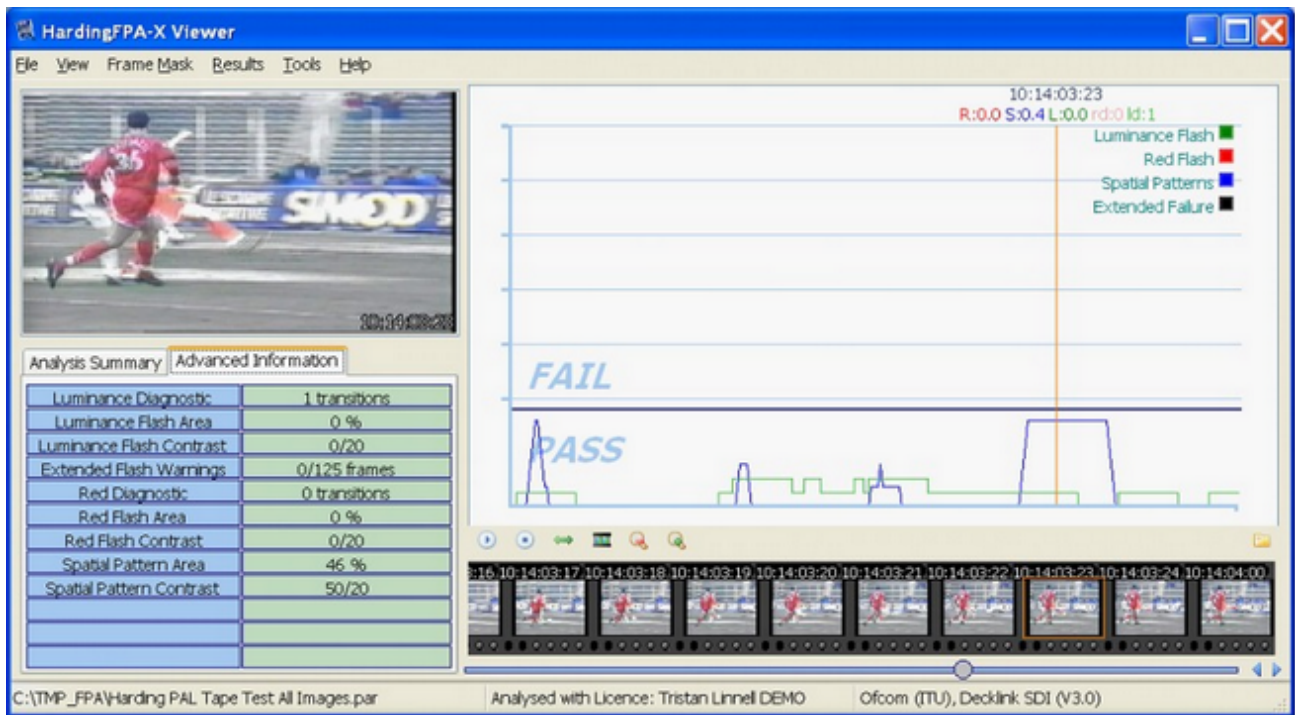 HardingFPA-X Viewer
File View Frame Mask Results Tools Help
36
SIMOD
10:14:03:23
10:14:03:23
R:0.0 S:0.4 L:0.0 rd:0 ld:1
Luminance Flash
Red Flash
Spatial Patterns
Extended Failure
FAIL
PASS
Analysis Summary Advanced Information
Luminance Diagnostic 1 transitions
Luminance Flash Area 0 %
Luminance Flash Contrast 0/20
Extended Flash Warnings 0/125 frames
Red Diagnostic 0 transitions
Red Flash Area 0 %
Red Flash Contrast 0/20
Spatial Pattern Area 46 %
Spatial Pattern Contrast 50/20
:16 10:14:03:17 10:14:03:18 10:14:03:19 10:14:03:20 10:14:03:21 10:14:03:22 10:14:03:23 10:14:03:24 10:14:04:00
C:\TMP_FPA\Harding PAL Tape Test All Images.par
Analysed with Licence: Tristan Linnell DEMO
Ofcom (ITU), Decklink SDI (V3.0)